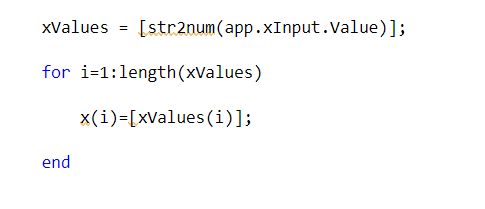 xValues = [str2num(app.xInput.Value)];
for i=1:length(xValues)
x(i)=[xValues(i)];
end